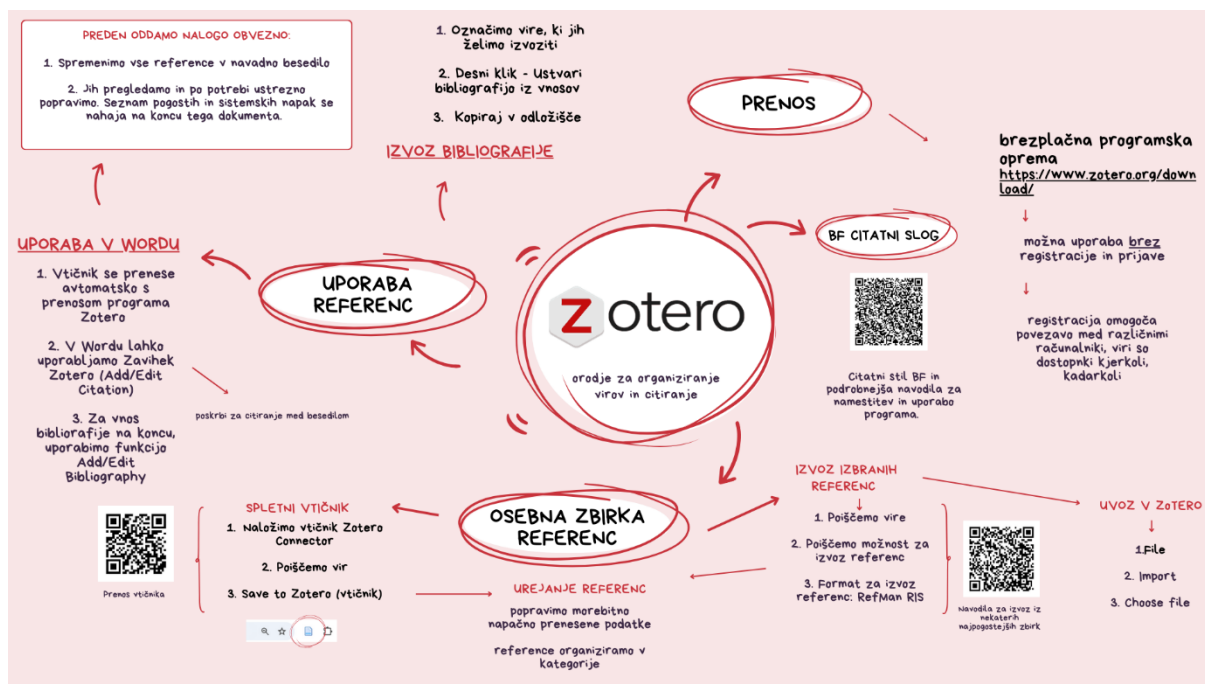 PREDEN ODDAMO NALOGO OBVEZNO:
1. Spremenimo vse reference v navadno besedilo
2. Jih pregledamo in po potrebi ustrezno
popravimo. Seznam pogostih in sistemskih napak se
nahaja na koncu tega dokumenta.
1. Označimo vire, ki jih
želimo izvoziti
2. Desni klik - Ustvari
bibliografijo iz vnosov
3. Kopiraj v odložišče
IZVOZ BIBLIOGRAFIJE
PRENOS
brezplačna programska
oprema
https://www.zotero.org/down
load/
možna uporaba brez
registracije in prijave
registracija omogoča
povezavo med različnimi
računalniki, viri so
dostopnki kjerkoli,
kadarkoli
BF CITATNI SLOG
Citatni stil BF in
podrobnejša navodila za
namestitev in uporabo
programa.
zotero
orodje za organiziranje
virov in citiranje
UPORABA
REFERENC
UPORABA V WORDU
1. Vtičnik se prenese
avtomatsko s
prenosom programa
Zotero
2. V Wordu lahko
uporabljamo Zavihek
Zotero (Add/Edit
Citation)
poskrbi za citiranje med besedilom
3. Za vnos
bibliorafije na koncu,
uporabimo funkcijo
Add/Edit
Bibliography
OSEBNA ZBIRKA
REFERENC
SPLETNI VTIČNIK
1. Naložimo vtičnik Zotero
Connector
2. Poiščemo vir
3. Save to Zotero (vtičnik)
Prenos vtičnika
UREJANJE REFERENC
popravimo morebitno
napačno prenesene podatke
reference organiziramo v
kategorije
IZVOZ IZBRANIH
REFERENC
1. Poiščemo vire
2. Poiščemo možnost za
izvoz referenc
3. Format za izvoz
referenc: RefMan RIS
Navodila za izvoz iz
nekaterih
najpogostejših zbirk
UVOZ V ZoTERO
1.File
2. Import
3. Choose file